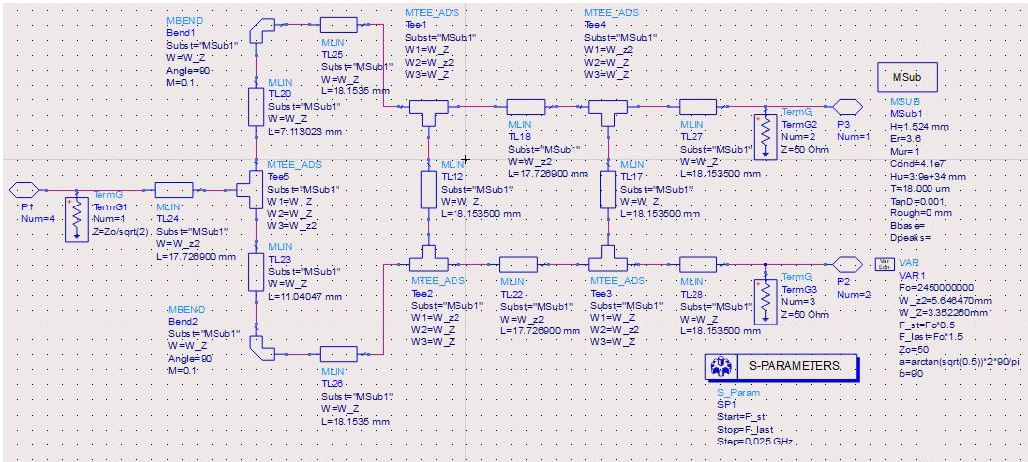 MBEND
Bend1
Subst="MSub1"
W=W_Z
Angle=90
M=0.1
MLIN
TL25
Subst="MSub1"
W=W_Z
L=18.1535 mm
MTEE_ADS
Tee1
Subst="MSub1"
W1=W_Z
W2=W_z2
W3=W_Z
MTEE_ADS
Tee4
Subst="MSub1"
W1=W_z2
W2=W_Z
W3=W_Z
MLIN
TL20
Subst="MSub1"
W=W_Z
L=7.113023 mm
MLIN
TL18
Subst="MSub1"
W=W_z2
L=17.726900 mm
MLIN
TL27
Subst="MSub1"
W=W_Z
L=18.153500 mm
TermG
TermG2
Num=2
Z=50 Ohm
P3
Num=1
MSub
MSUB
MSub1
H=1.524 mm
Er=3.6
Mur=1
Cond=4.1e7
Hu=3.9e+34 mm
T=18.000 um
TanD=0.001
Rough=0 mm
Bbase=
Dpeaks=
P1
Num=4
TermG
TermG1
Num=1
Z=Zo/sqrt(2)
MLIN
TL24
Subst="MSub1"
W=W_z2
L=17.726900 mm
MTEE_ADS
Tee5
Subst="MSub1"
W1=W_Z
W2=W_Z
W3=W_z2
MLIN
TL12
Subst="MSub1"
W=W_Z
L=18.153500 mm
MLIN
TL17
Subst="MSub1"
W=W_Z
L=18.153500 mm
MLIN
TL23
Subst="MSub1"
W=W_Z
L=11.04047 mm
MTEE_ADS
Tee2
Subst="MSub1"
W1=W_z2
W2=W_Z
W3=W_Z
MLIN
TL22
Subst="MSub1"
W=W_z2
L=17.726900 mm
MTEE_ADS
Tee3
Subst="MSub1"
W1=W_Z
W2=W_z2
W3=W_Z
MLIN
TL28
Subst="MSub1"
W=W_Z
L=18.153500 mm
TermG
TermG3
Num=3
Z=50 Ohm
P2
Num=2
Var
Eqn
VAR
VAR1
Fo=2450000000
W_z2=5.646470mm
W_Z=3.352260mm
F_st=Fo*0.5
F_last=Fo*1.5
Zo=50
a=arctan(sqrt(0.5))*2*90/pi
b=90
MBEND
Bend2
Subst="MSub1"
W=W_Z
Angle=90
M=0.1
MLIN
TL26
Subst="MSub1"
W=W_Z
L=18.1535 mm
S-PARAMETERS
S_Param
SP1
Start=F_st
Stop=F_last
Step=0.025 GHz